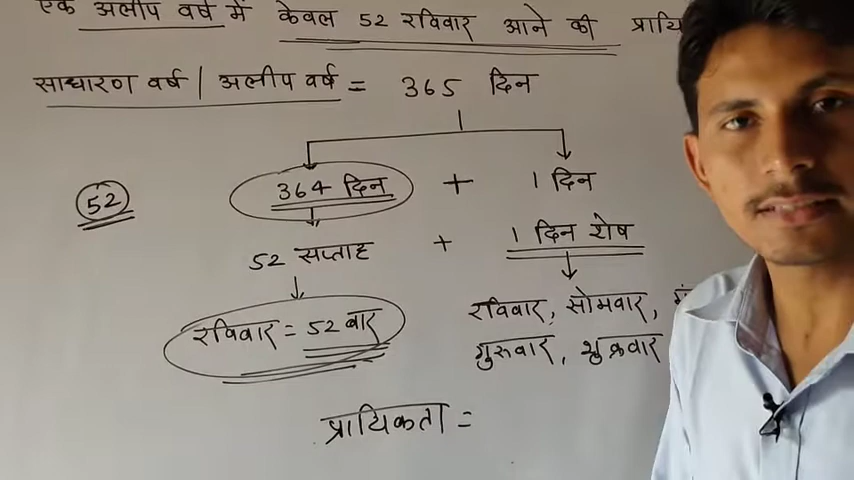 एक अलीप वर्ष में केवल 52 रविवार आने की
साधारण वर्ष | अलीप वर्ष = 365 दिन
52 364 दिन + 1 दिन
52 सप्ताह + 1 दिन शेष
रविवार = 52 बार रविवार, सोमवार,
गुरुवार, शुक्रवार
प्रायिकता =